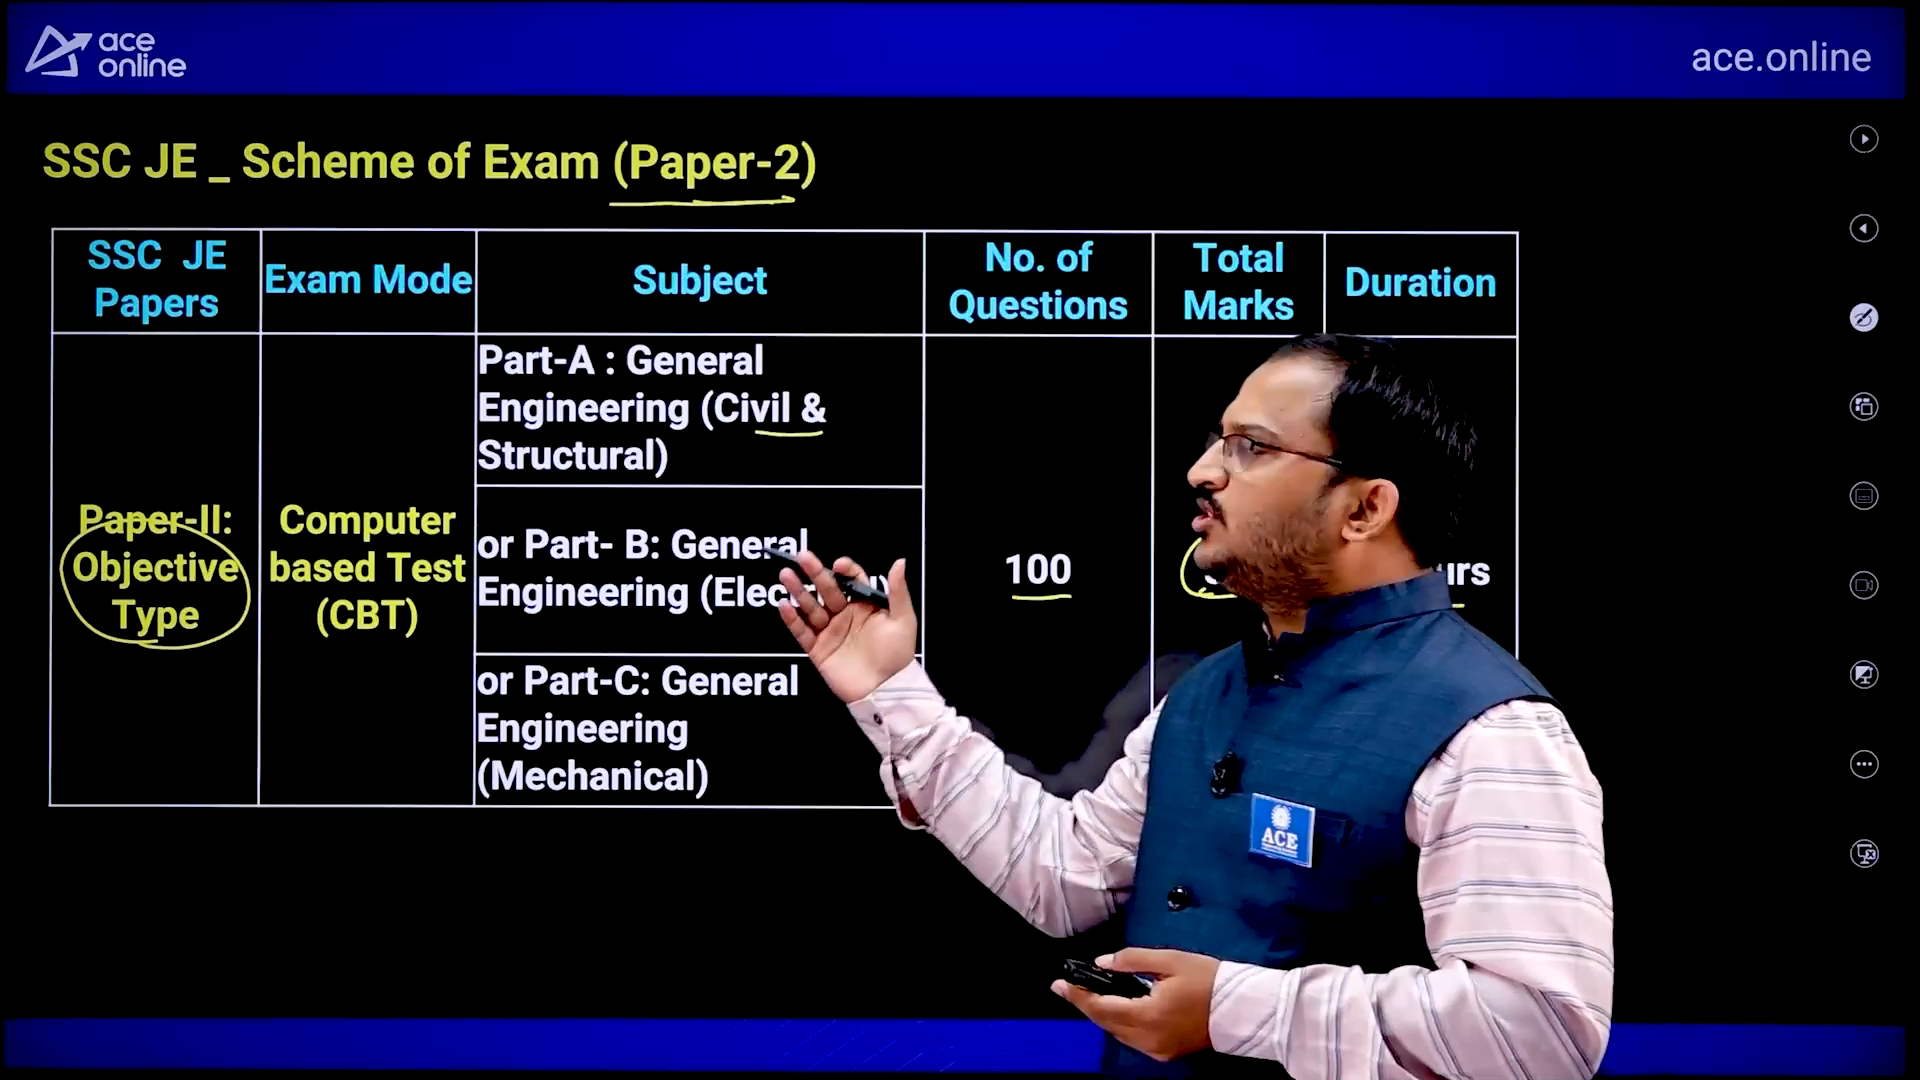 ace
online
ace.online
SSC JE _ Scheme of Exam (Paper-2)
SSC JE
Papers
Exam Mode
Subject
No. of
Questions
Total
Marks
Duration
Paper-II:
Objective
Type
Computer
based Test
(CBT)
Part-A : General
Engineering (Civil &
Structural)
or Part- B: General
Engineering
or Part-C: General
Engineering
(Mechanical)
100
ACE